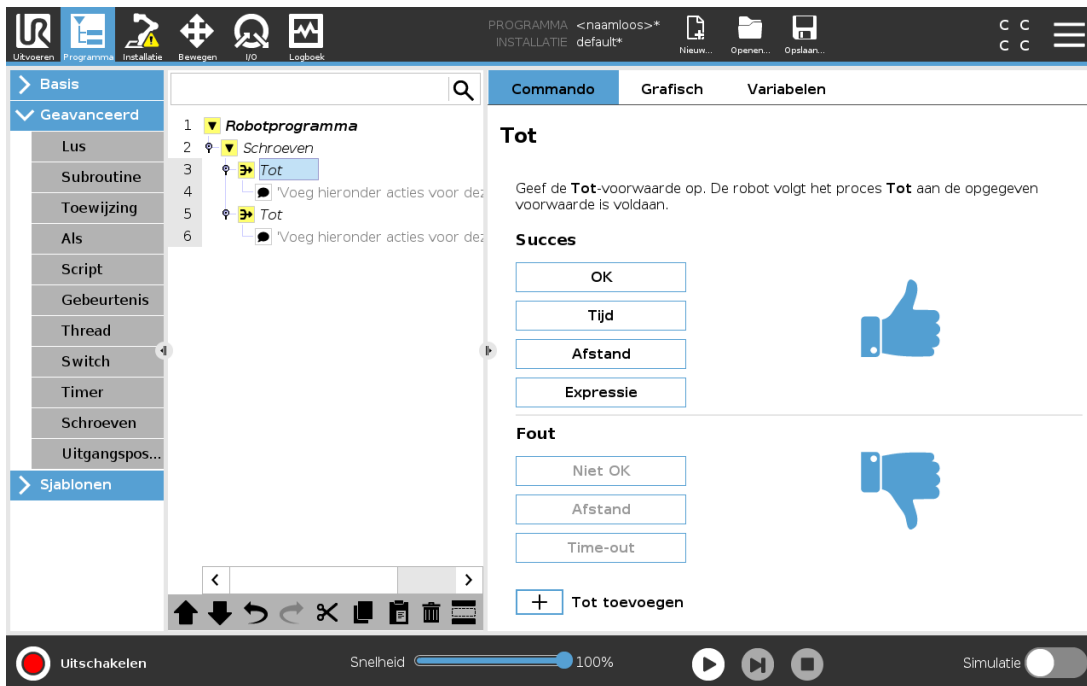 UR
PROGRAMMA <naamloos>*
INSTALLATIE default*
Uitvoeren Programma Installatie Bewegen I/O Logboek
Nieuw... Openen... Opslaan...
C C
C C
Basis
Geavanceerd
Lus
Subroutine
Toewijzing
Als
Script
Gebeurtenis
Thread
Switch
Timer
Schroeven
Uitgangspos...
Sjablonen
1 Robotprogramma
2 Schroeven
3 Tot
4 'Voeg hieronder acties voor dez
5 Tot
6 'Voeg hieronder acties voor dez
Commando Grafisch Variabelen
Tot
Geef de Tot-voorwaarde op. De robot volgt het proces Tot aan de opgegeven
voorwaarde is voldaan.
Succes
OK
Tijd
Afstand
Expressie
Fout
Niet OK
Afstand
Time-out
+ Tot toevoegen
Uitschakelen
Snelheid 100%
Simulatie